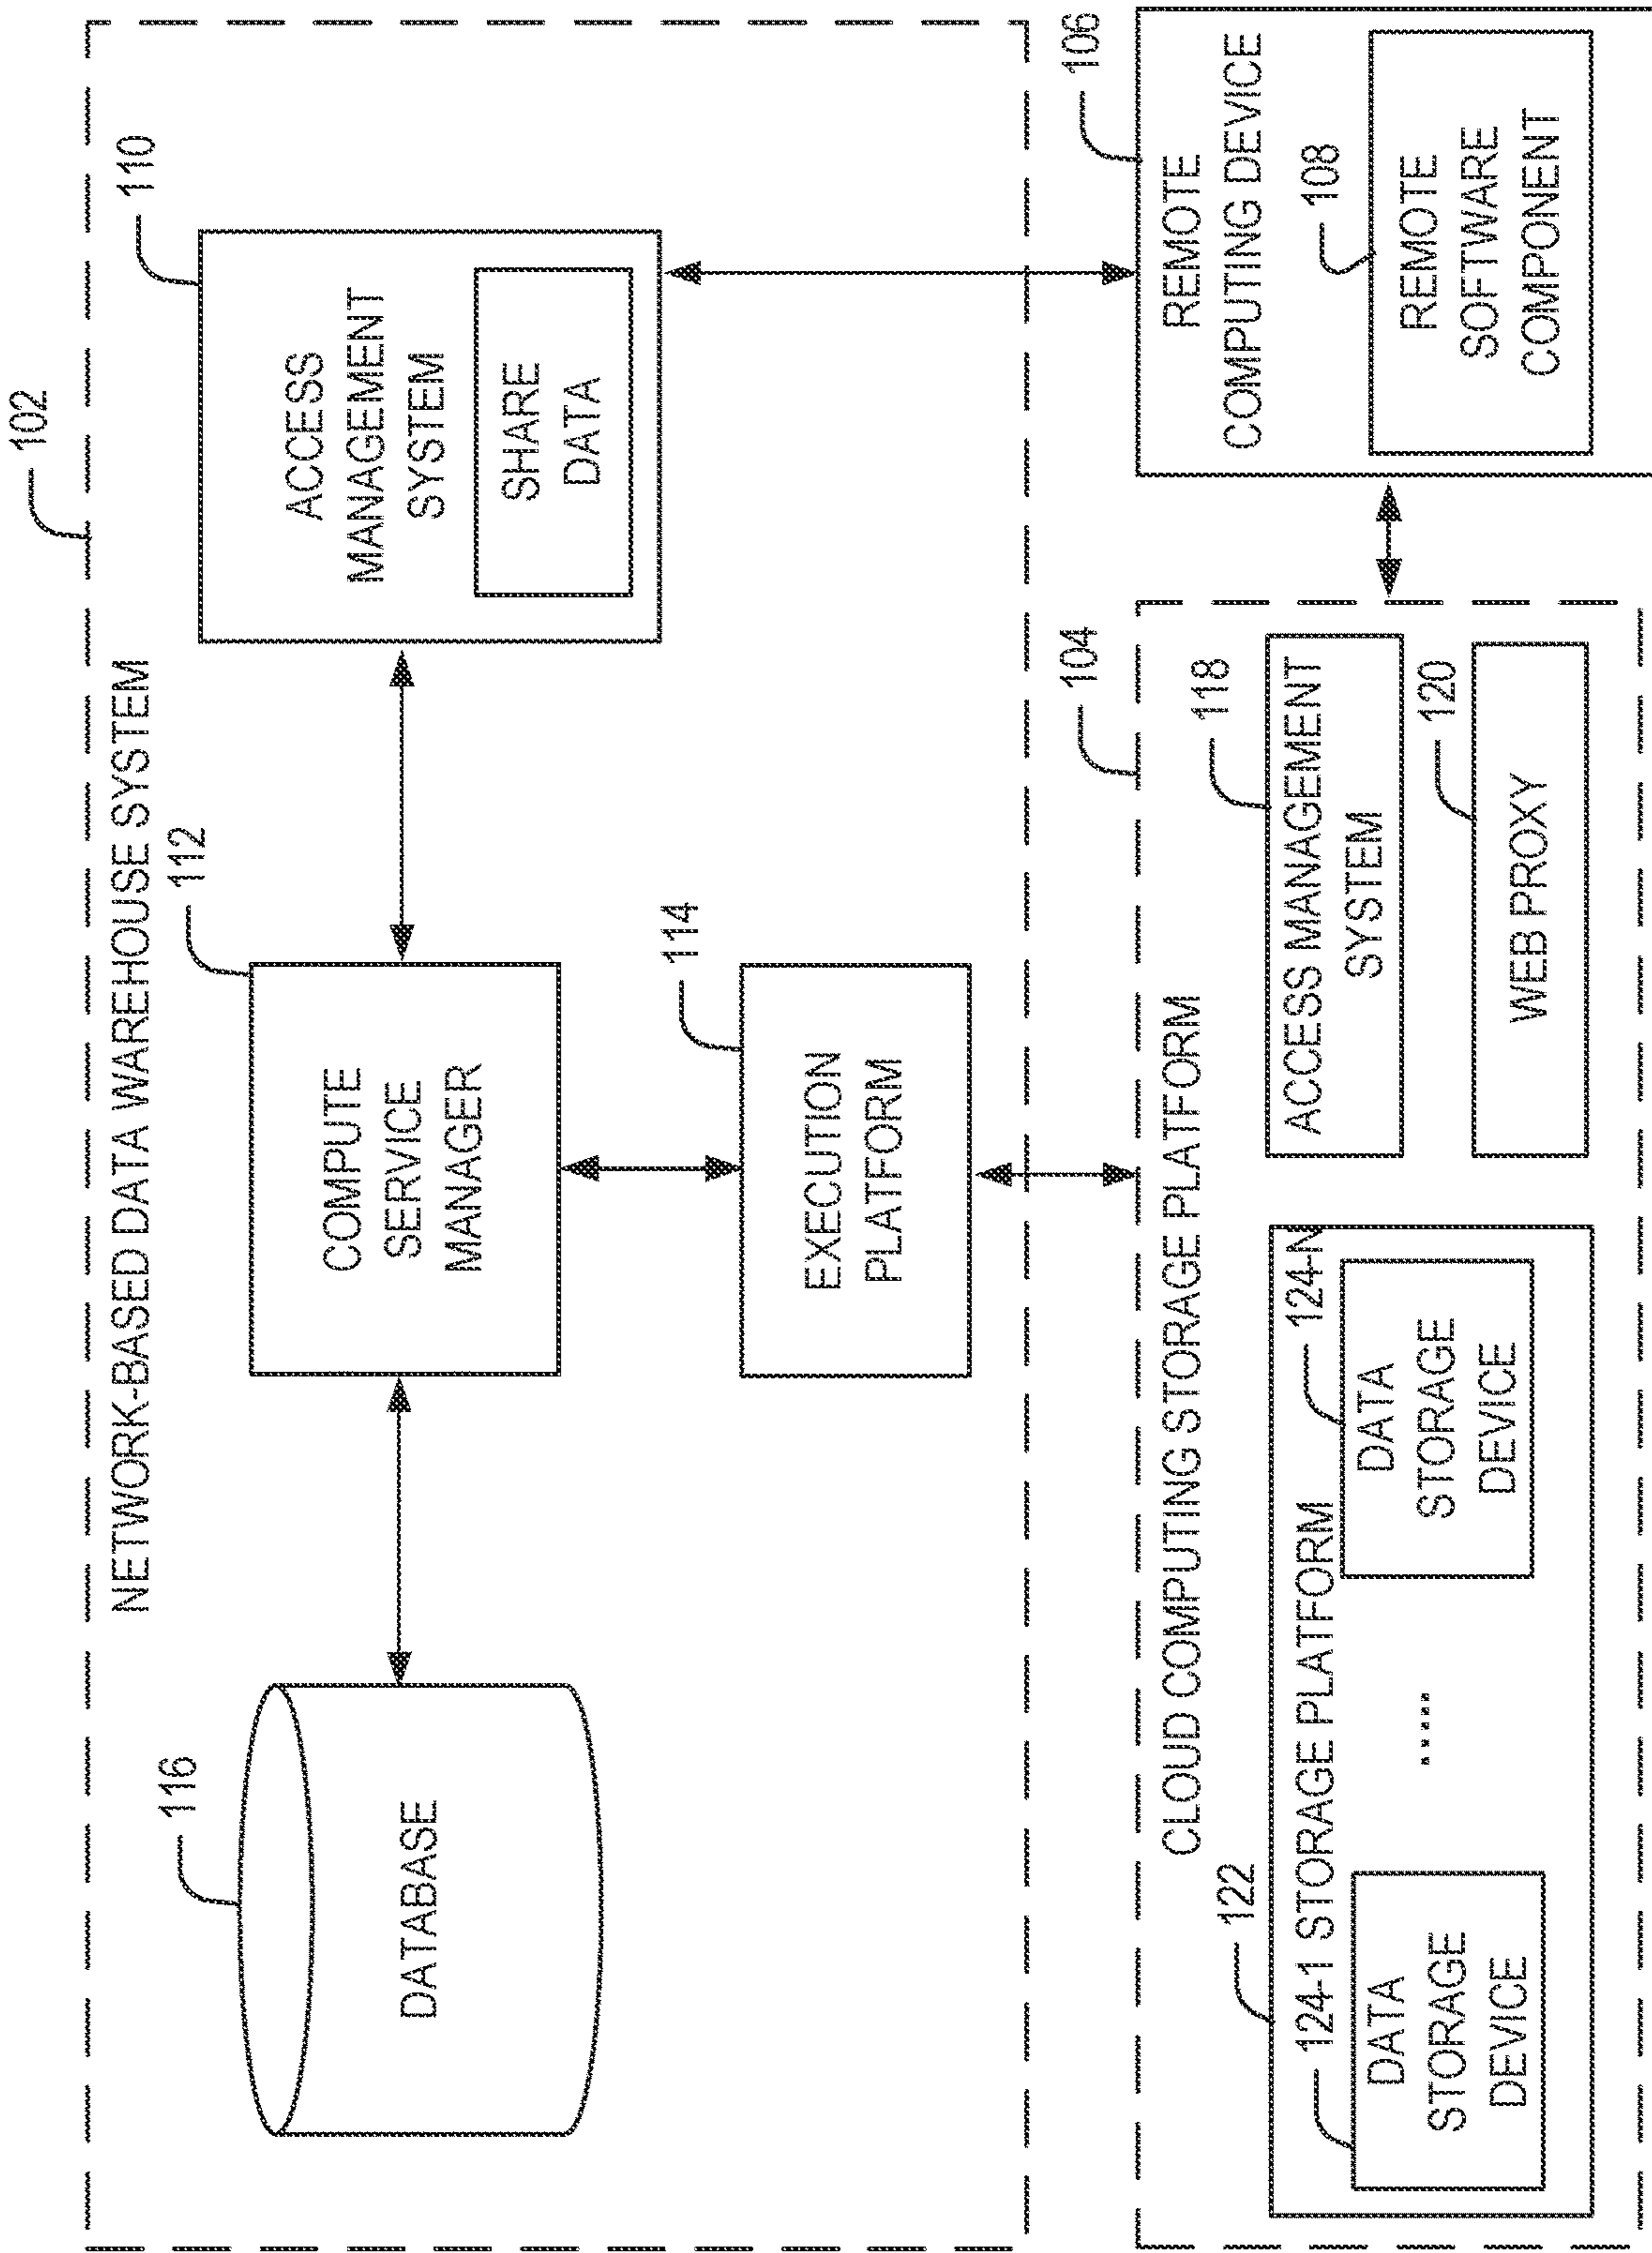 102
NETWORK-BASED DATA WAREHOUSE SYSTEM
116
DATABASE
112
COMPUTE
SERVICE
MANAGER
110
ACCESS
MANAGEMENT
SYSTEM
SHARE
DATA
114
EXECUTION
PLATFORM
104
CLOUD COMPUTING STORAGE PLATFORM
122
124-1 STORAGE PLATFORM
124-N
DATA
STORAGE
DEVICE
.....
DATA
STORAGE
DEVICE
118
ACCESS MANAGEMENT
SYSTEM
120
WEB PROXY
106
REMOTE
COMPUTING DEVICE
108
REMOTE
SOFTWARE
COMPONENT